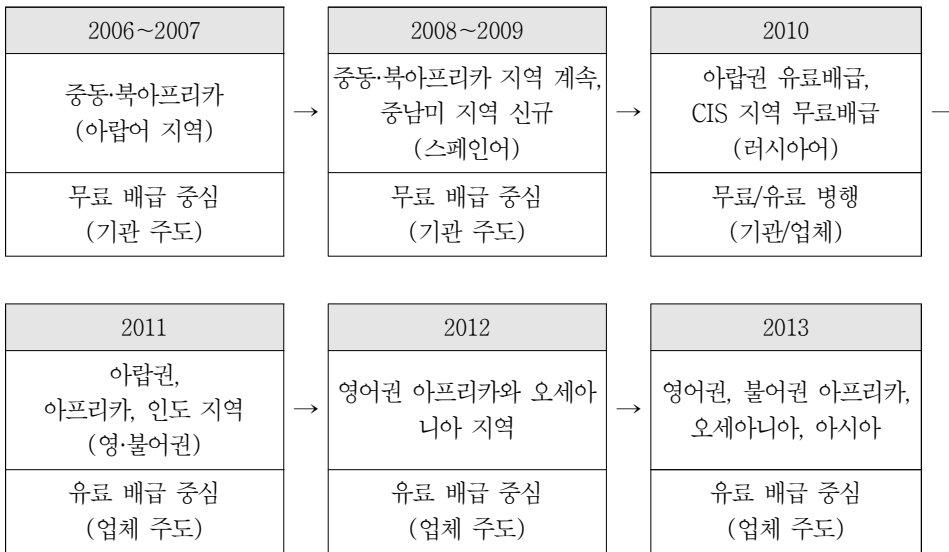 2006~2007
중동·북아프리카
(아랍어 지역)
무료 배급 중심
(기관 주도)
→
2008~2009
중동·북아프리카 지역 계속,
중남미 지역 신규
(스페인어)
무료 배급 중심
(기관 주도)
→
2010
아랍권 유료배급,
CIS 지역 무료배급
(러시아어)
무료/유료 병행
(기관/업체)
2011
아랍권,
아프리카, 인도 지역
(영·불어권)
유료 배급 중심
(업체 주도)
→
2012
영어권 아프리카와 오세아
니아 지역
유료 배급 중심
(업체 주도)
→
2013
영어권, 불어권 아프리카,
오세아니아, 아시아
유료 배급 중심
(업체 주도)